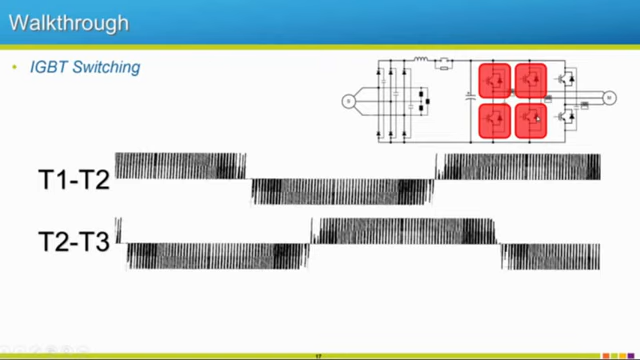 Walkthrough
• IGBT Switching
T1-T2
T2-T3
17